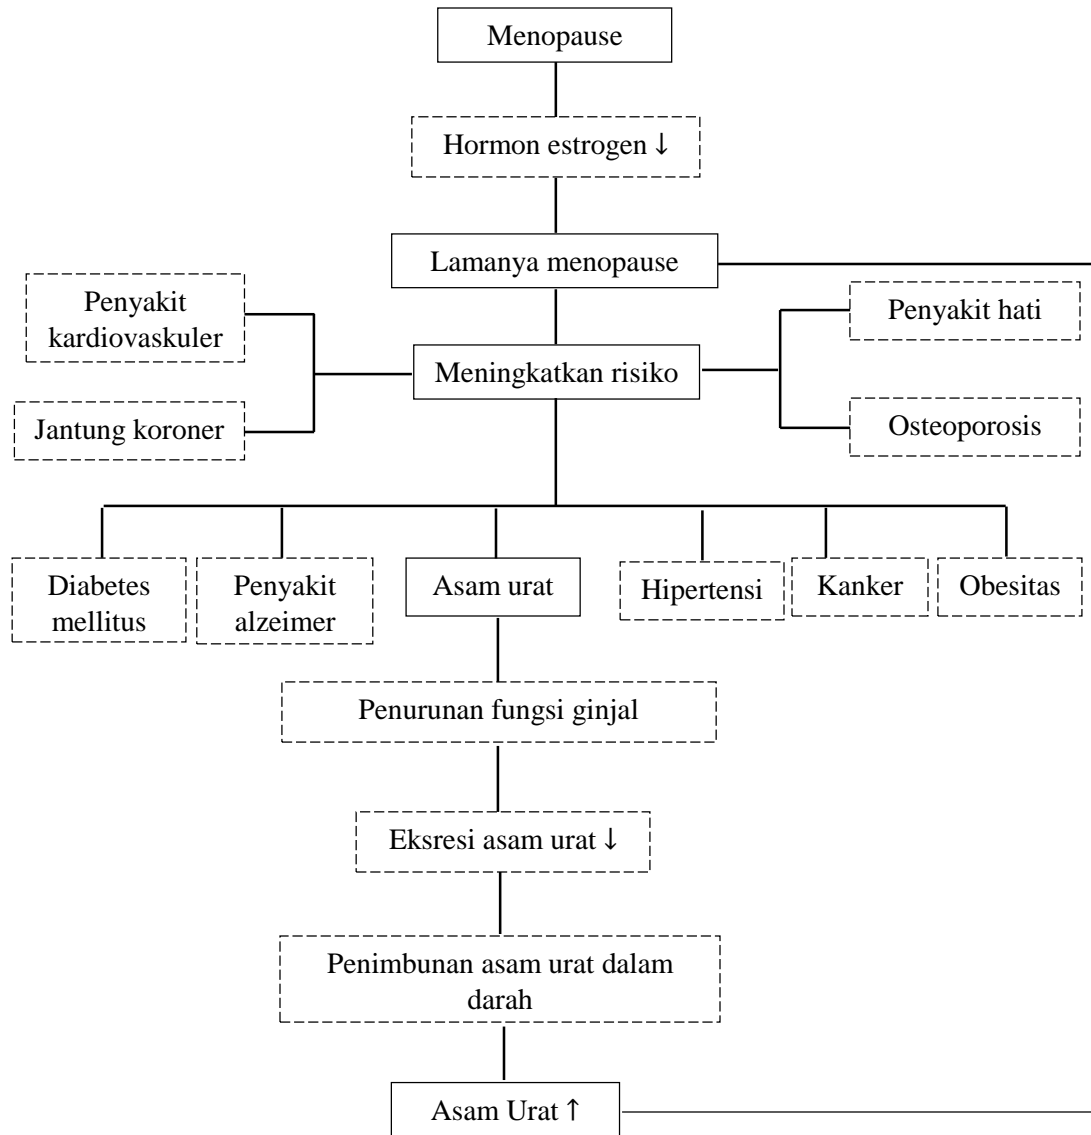 Menopause
Hormon estrogen ↓
Lamanya menopause
Penyakit
kardiovaskuler
Penyakit hati
Meningkatkan risiko
Jantung koroner
Osteoporosis
Diabetes
mellitus
Penyakit
alzeimer
Asam urat
Hipertensi
Kanker
Obesitas
Penurunan fungsi ginjal
Eksresi asam urat ↓
Penimbunan asam urat dalam
darah
Asam Urat ↑